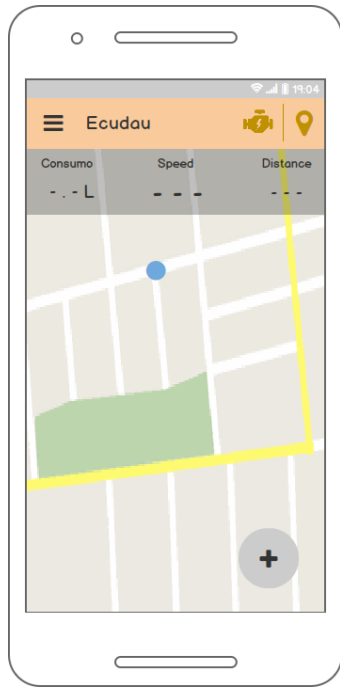 19:04
Ecudau
Consumo Speed Distance
- . - L - - - - - -